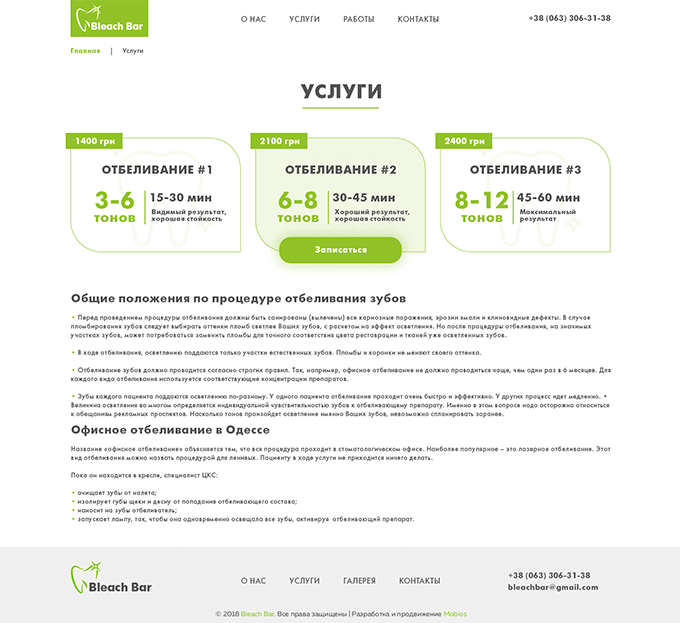 Bleach Bar
О НАС УСЛУГИ РАБОТЫ КОНТАКТЫ
+38 (063) 306-31-38
Главная | Услуги
УСЛУГИ
1400 грн
ОТБЕЛИВАНИЕ #1
3-6
ТОНОВ
15-30 мин
Видимый результат,
хорошая стойкость
2100 грн
ОТБЕЛИВАНИЕ #2
6-8
ТОНОВ
30-45 мин
Хороший результат,
хорошая стойкость
Записаться
2400 грн
ОТБЕЛИВАНИЕ #3
8-12
ТОНОВ
45-60 мин
Максимальный
результат
Общие положения по процедуре отбеливания зубов
• Перед проведением процедуры отбеливания должны быть санированы (вылечены) все кариозные поражения, эрозии эмали и клиновидные дефекты. В случае
пломбирования зубов следует выбирать оттенки пломб светлее Ваших зубов, с расчетом на эффект осветления. Но после процедуры отбеливания, на значимых
участках зубов, может потребоваться заменить пломбы для точного соответствия цвета реставрации и тканей уже осветленных зубов.
• В ходе отбеливания, осветлению поддаются только участки естественных зубов. Пломбы и коронки не меняют своего оттенка.
• Отбеливание зубов должно проводится согласно строгих правил. Так, например, офисное отбеливание не должно проводиться чаще, чем один раз в 6 месяцев. Для
каждого вида отбеливания используется соответствующие концентрации препаратов.
• Зубы каждого пациента поддаются осветлению по-разному. У одного пациента отбеливание проходит очень быстро и эффективно. У других процесс идет медленно. •
Величина осветления во многом определяется индивидуальной чувствительностью зубов к отбеливающему препарату. Именно в этом вопросе надо осторожно относиться
к обещаниям рекламных проспектов. Насколько тонов произойдет осветление именно Ваших зубов, невозможно спланировать заранее.
Офисное отбеливание в Одессе
Название «офисное отбеливание» объясняется тем, что вся процедура проходит в стоматологическом офисе. Наиболее популярное – это лазерное отбеливание. Этот
вид отбеливания можно назвать процедурой для ленивых. Пациенту в ходе услуги не приходится ничего делать.
Пока он находится в кресле, специалист ЦКС:
• очищает зубы от налета;
• изолирует губы щеки и десну от попадания отбеливающего состава;
• наносит на зубы отбеливатель;
• запускает лампу, так, чтобы она одновременно освещала все зубы, активируя отбеливающий препарат.
Bleach Bar
О НАС УСЛУГИ ГАЛЕРЕЯ КОНТАКТЫ
+38 (063) 306-31-38
bleachbar@gmail.com
© 2018 Bleach Bar. Все права защищены | Разработка и продвижение Mobios